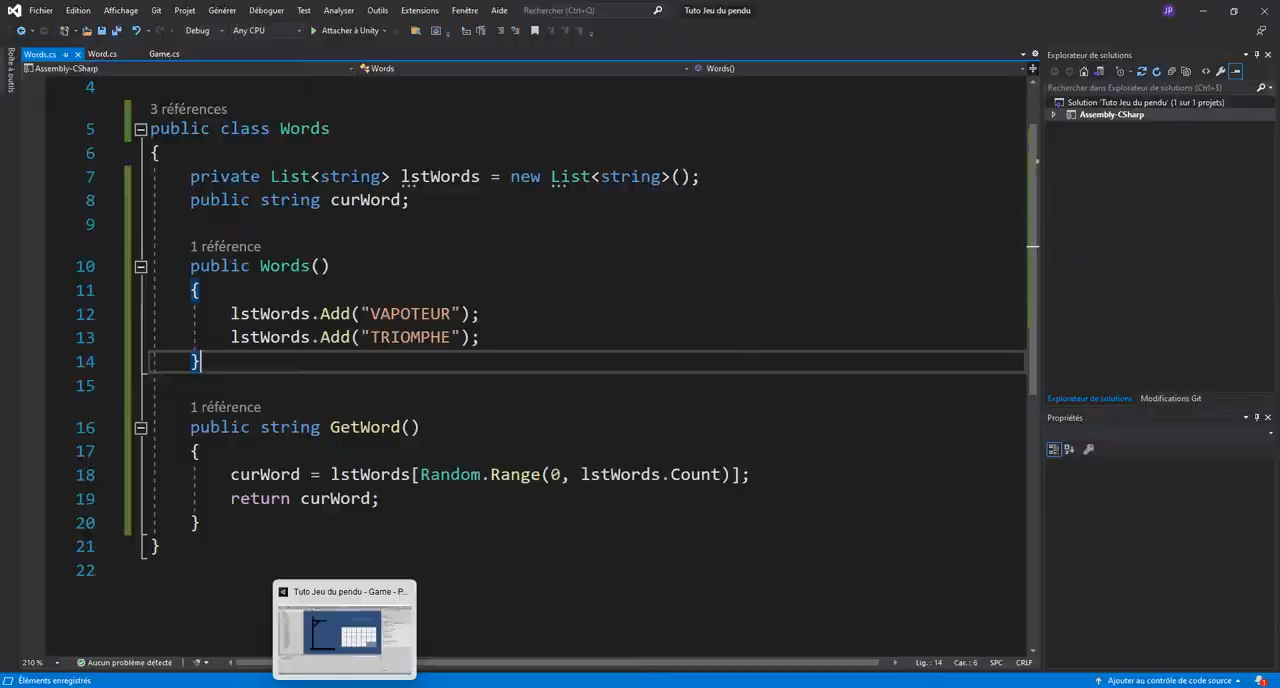 Fichier Edition Affichage Git Projet Générer Déboguer Test Analyser Outils Extensions Fenêtre Aide Rechercher (Ctrl+Q) Tuto Jeu du pendu JP
Debug Any CPU Attacher à Unity
Boîte à outils
Words.cs Word.cs Game.cs
Assembly-CSharp Words Words()
4
3 références
5 public class Words
6 {
7 private List<string> lstWords = new List<string>();
8 public string curWord;
9
1 référence
10 public Words()
11 {
12 lstWords.Add("VAPOTEUR");
13 lstWords.Add("TRIOMPHE");
14 }
15
1 référence
16 public string GetWord()
17 {
18 curWord = lstWords[Random.Range(0, lstWords.Count)];
19 return curWord;
20 }
21 }
22
Tuto Jeu du pendu - Game - P...
210 % Aucun problème détecté Lig. : 14 Car. : 6 SPC CRLF
Explorateur de solutions
Rechercher dans Explorateur de solutions (Ctrl+$)
Solution 'Tuto Jeu du pendu' (1 sur 1 projets)
Assembly-CSharp
Explorateur de solutions Modifications Git
Propriétés
Éléments enregistrés Ajouter au contrôle de code source